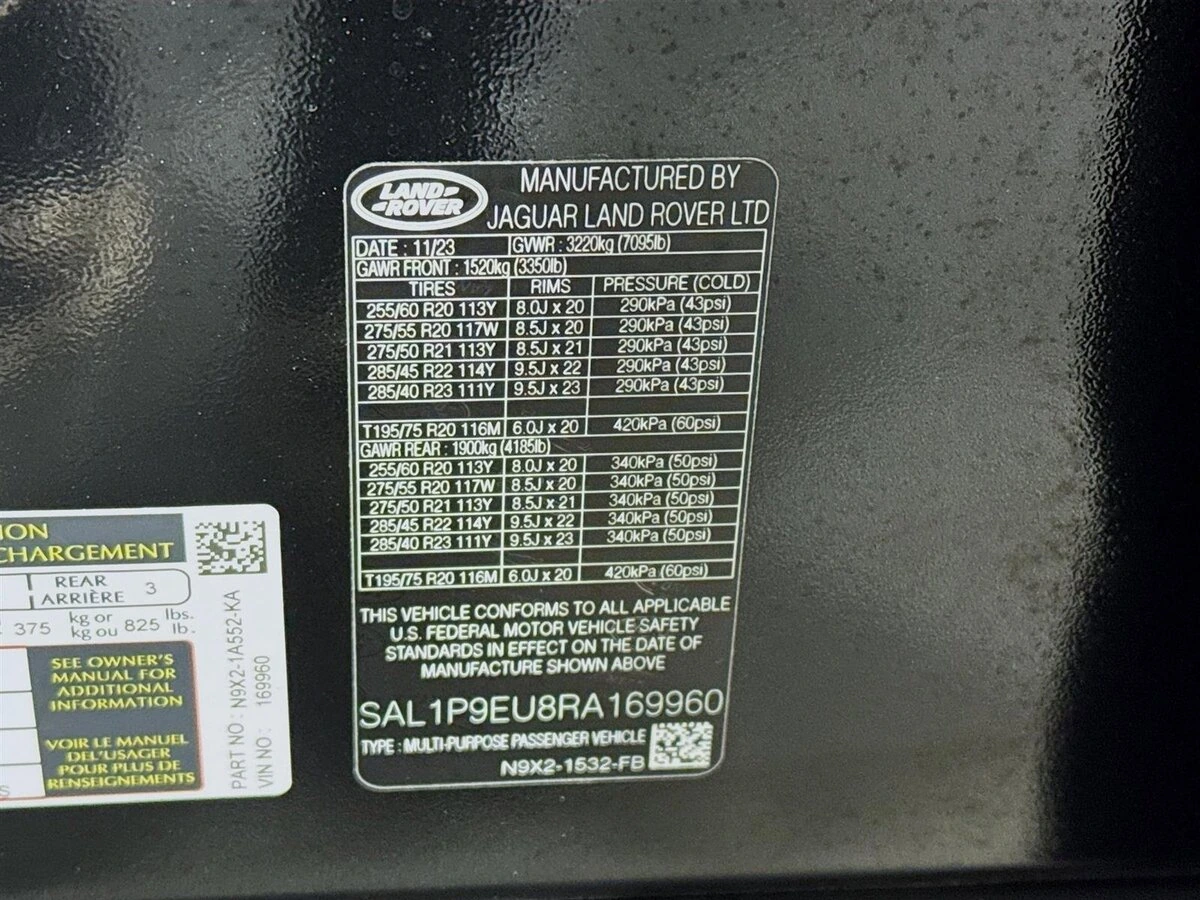 LAND ROVER
MANUFACTURED BY
JAGUAR LAND ROVER LTD
DATE : 11/23 GVWR : 3220kg (7095lb)
GAWR FRONT : 1520kg (3350lb)
TIRES RIMS PRESSURE (COLD)
255/60 R20 113Y 8.0J x 20 290kPa (43psi)
275/55 R20 117W 8.5J x 20 290kPa (43psi)
275/50 R21 113Y 8.5J x 21 290kPa (43psi)
285/45 R22 114Y 9.5J x 22 290kPa (43psi)
285/40 R23 111Y 9.5J x 23 290kPa (43psi)
T195/75 R20 116M 6.0J x 20 420kPa (60psi)
GAWR REAR : 1900kg (4185lb)
255/60 R20 113Y 8.0J x 20 340kPa (50psi)
275/55 R20 117W 8.5J x 20 340kPa (50psi)
275/50 R21 113Y 8.5J x 21 340kPa (50psi)
285/45 R22 114Y 9.5J x 22 340kPa (50psi)
285/40 R23 111Y 9.5J x 23 340kPa (50psi)
T195/75 R20 116M 6.0J x 20 420kPa (60psi)
THIS VEHICLE CONFORMS TO ALL APPLICABLE
U.S. FEDERAL MOTOR VEHICLE SAFETY
STANDARDS IN EFFECT ON THE DATE OF
MANUFACTURE SHOWN ABOVE
SAL1P9EU8RA169960
TYPE : MULTI-PURPOSE PASSENGER VEHICLE
N9X2-1532-FB
ION
CHARGEMENT
REAR
ARRIÈRE 3
375 kg or 825 lbs.
kg ou lb.
SEE OWNER'S
MANUAL FOR
ADDITIONAL
INFORMATION
VOIR LE MANUEL
DEL'USAGER
POUR PLUS DE
RENSEIGNEMENTS
S
PART NO : N9X2-1A552-KA
VIN NO : 169960